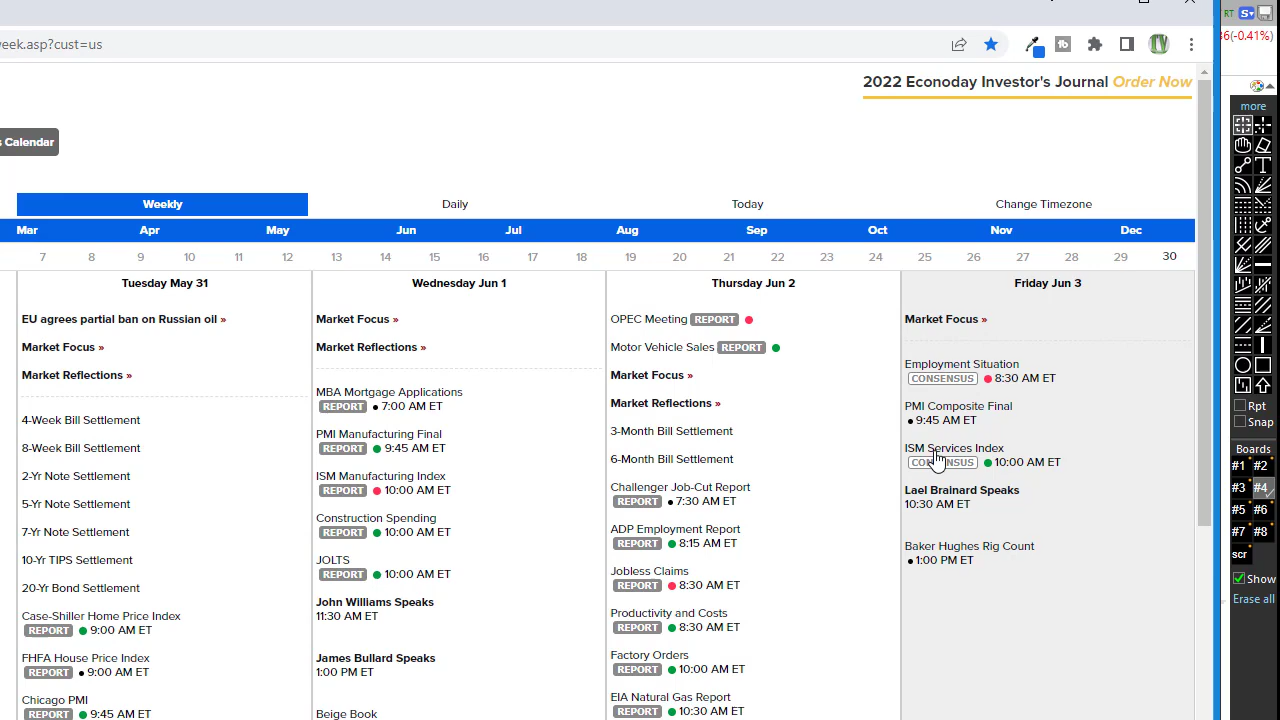 RT S
eek.asp?cust=us
36(-0.41%)
2022 Econoday Investor's Journal Order Now
s Calendar
Weekly Daily Today Change Timezone
Mar Apr May Jun Jul Aug Sep Oct Nov Dec
7 8 9 10 11 12 13 14 15 16 17 18 19 20 21 22 23 24 25 26 27 28 29 30
Tuesday May 31
EU agrees partial ban on Russian oil »
Market Focus »
Market Reflections »
4-Week Bill Settlement
8-Week Bill Settlement
2-Yr Note Settlement
5-Yr Note Settlement
7-Yr Note Settlement
10-Yr TIPS Settlement
20-Yr Bond Settlement
Case-Shiller Home Price Index
REPORT 9:00 AM ET
FHFA House Price Index
REPORT 9:00 AM ET
Chicago PMI
REPORT 9:45 AM ET
Wednesday Jun 1
Market Focus »
Market Reflections »
MBA Mortgage Applications
REPORT 7:00 AM ET
PMI Manufacturing Final
REPORT 9:45 AM ET
ISM Manufacturing Index
REPORT 10:00 AM ET
Construction Spending
REPORT 10:00 AM ET
JOLTS
REPORT 10:00 AM ET
John Williams Speaks
11:30 AM ET
James Bullard Speaks
1:00 PM ET
Beige Book
Thursday Jun 2
OPEC Meeting REPORT
Motor Vehicle Sales REPORT
Market Focus »
Market Reflections »
3-Month Bill Settlement
6-Month Bill Settlement
Challenger Job-Cut Report
REPORT 7:30 AM ET
ADP Employment Report
REPORT 8:15 AM ET
Jobless Claims
REPORT 8:30 AM ET
Productivity and Costs
REPORT 8:30 AM ET
Factory Orders
REPORT 10:00 AM ET
EIA Natural Gas Report
REPORT 10:30 AM ET
Friday Jun 3
Market Focus »
Employment Situation
CONSENSUS 8:30 AM ET
PMI Composite Final
9:45 AM ET
ISM Services Index
CONSENSUS 10:00 AM ET
Lael Brainard Speaks
10:30 AM ET
Baker Hughes Rig Count
1:00 PM ET
more
T
Rpt
Snap
Boards
#1 #2
#3 #4
#5 #6
#7 #8
scr
Show
Erase all